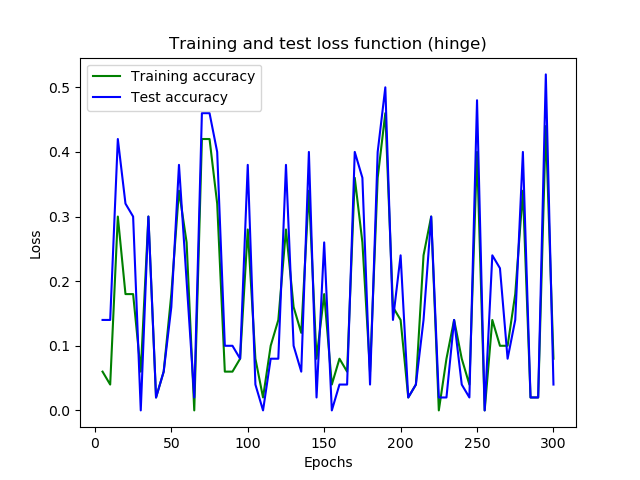 Training and test loss function (hinge)
Training accuracy
Test accuracy
Loss
0.5
0.4
0.3
0.2
0.1
0.0
0 50 100 150 200 250 300
Epochs